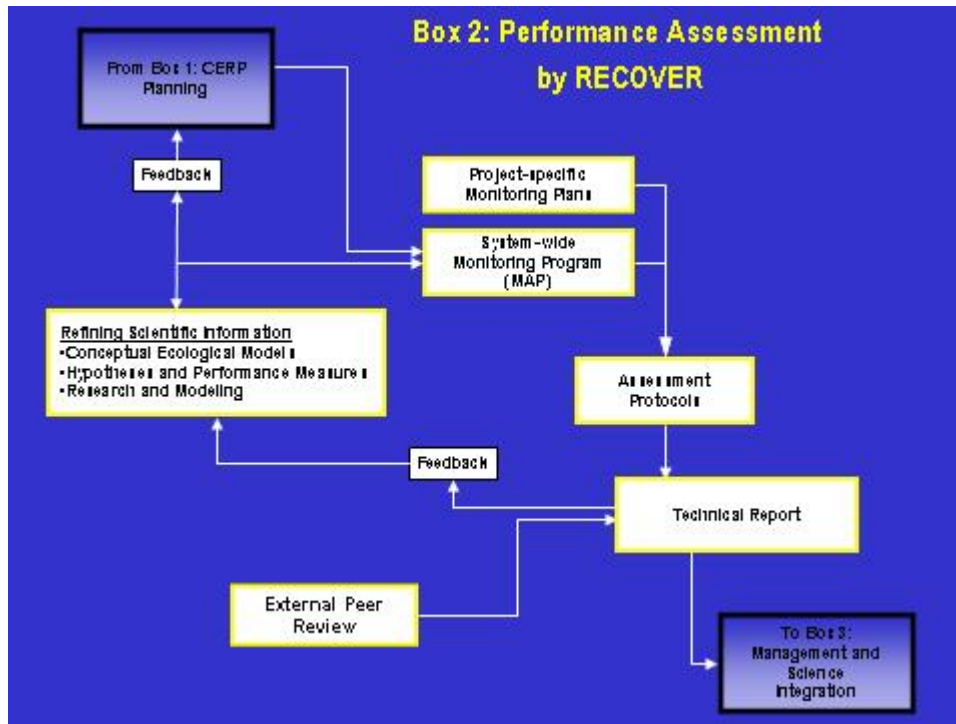 Box 2: Performance Assessment
by RECOVER
From Box 1: CERP
Planning
Feedback
Project-specific
Monitoring Plans
System-wide
Monitoring Program
(MAP)
Refining Scientific Information
•Conceptual Ecological Models
•Hypotheses and Performance Measures
•Research and Modeling
Assessment
Protocols
Feedback
Technical Report
External Peer
Review
To Box 3:
Management and
Science
Integration